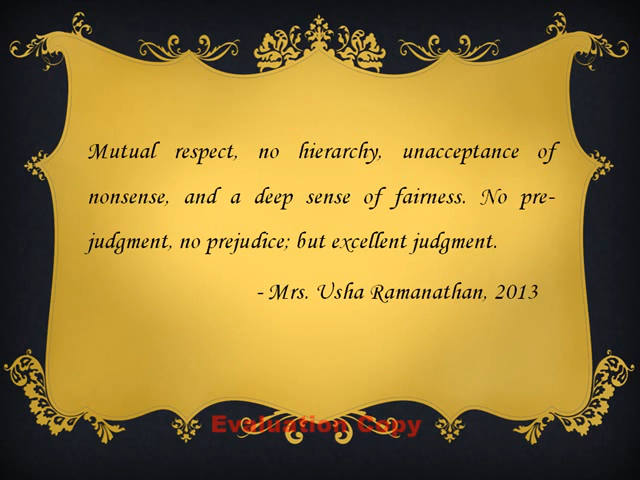 Mutual respect, no hierarchy, unacceptance of
nonsense, and a deep sense of fairness. No pre-
judgment, no prejudice; but excellent judgment.
- Mrs. Usha Ramanathan, 2013
Evaluation Copy